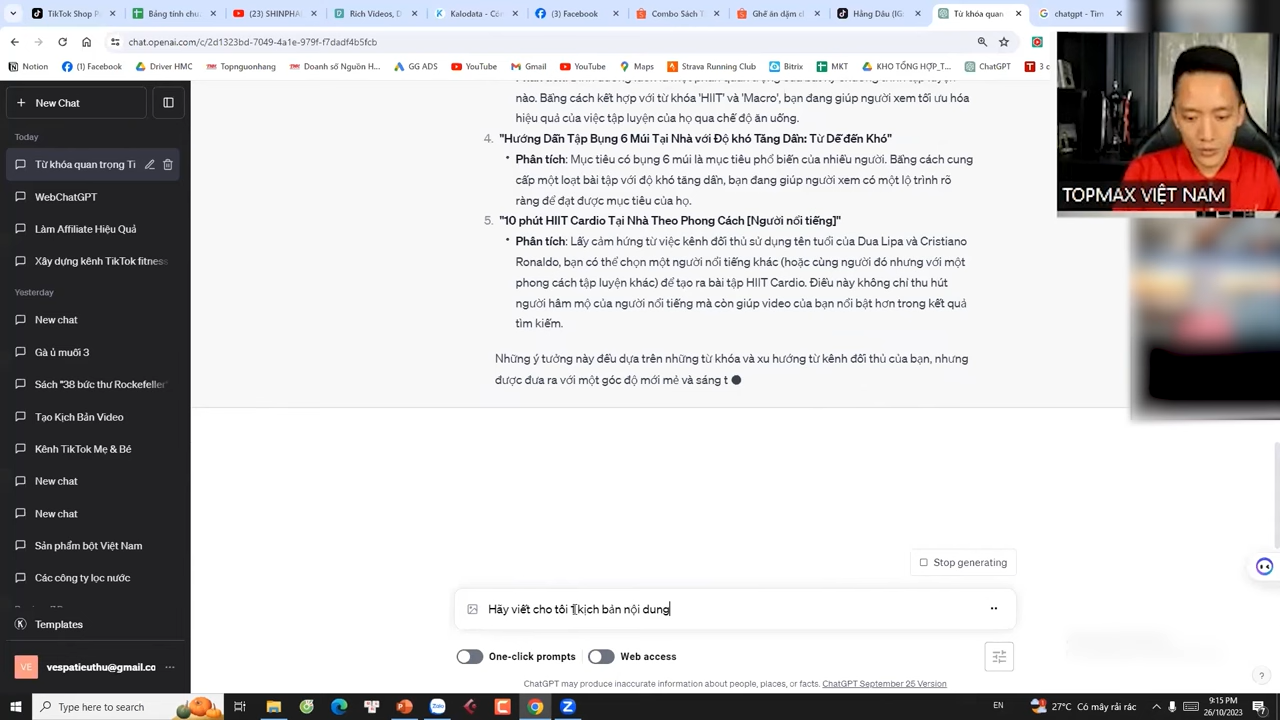 TikTok Shop P
Bảng tính chu
(23) SHINPHA
Rich Videos, D
Kalodata - Cô
(3) Facebook
Combo Sách T
Ghế ăn dặm c
Hằng Dâu (IG
Từ khóa quan
chatgpt - Tìm
chat.openai.com/c/2d1323bd-7049-4a1e-979f-f7dadf4b5fcb
Notion
(1) Facebook
Driver HMC
Topnguonhang
Doanh số Nguồn H...
GG ADS
YouTube
Gmail
YouTube
Maps
Strava Running Club
Bitrix
MKT
KHO TỔNG HỢP_T...
ChatGPT
3 c
New Chat
Today
Từ khóa quan trọng trong Ti
WebChatGPT
Làm Affiliate Hiệu Quả
Xây dựng kênh TikTok fitness
Yesterday
New chat
Gà ủ muối 3
Sách "38 bức thư Rockefeller"
Tạo Kịch Bản Video
Kênh TikTok Mẹ & Bé
New chat
New chat
Sản phẩm bột Việt Nam
Các công ty lọc nước
Templates
VE
vespatieuthu@gmail.co
nào. Bằng cách kết hợp với từ khóa 'HIIT' và 'Macro', bạn đang giúp người xem tối ưu hóa
hiệu quả của việc tập luyện của họ qua chế độ ăn uống.
4. "Hướng Dẫn Tập Bụng 6 Múi Tại Nhà với Độ khó Tăng Dần: Từ Dễ đến Khó"
• Phân tích: Mục tiêu có bụng 6 múi là mục tiêu phổ biến của nhiều người. Bằng cách cung
cấp một loạt bài tập với độ khó tăng dần, bạn đang giúp người xem có một lộ trình rõ
ràng để đạt được mục tiêu của họ.
5. "10 phút HIIT Cardio Tại Nhà Theo Phong Cách [Người nổi tiếng]"
• Phân tích: Lấy cảm hứng từ việc kênh đối thủ sử dụng tên tuổi của Dua Lipa và Cristiano
Ronaldo, bạn có thể chọn một người nổi tiếng khác (hoặc cùng người đó nhưng với một
phong cách tập luyện khác) để tạo ra bài tập HIIT Cardio. Điều này không chỉ thu hút
người hâm mộ của người nổi tiếng mà còn giúp video của bạn nổi bật hơn trong kết quả
tìm kiếm.
Những ý tưởng này đều dựa trên những từ khóa và xu hướng từ kênh đối thủ của bạn, nhưng
được đưa ra với một góc độ mới mẻ và sáng t
Stop generating
Hãy viết cho tôi 1 kịch bản nội dung
One-click prompts
Web access
ChatGPT may produce inaccurate information about people, places, or facts. ChatGPT September 25 Version
?
TOPMAX VIỆT NAM
Type here to search
EN
27°C Có mây rải rác
9:15 PM
26/10/2023